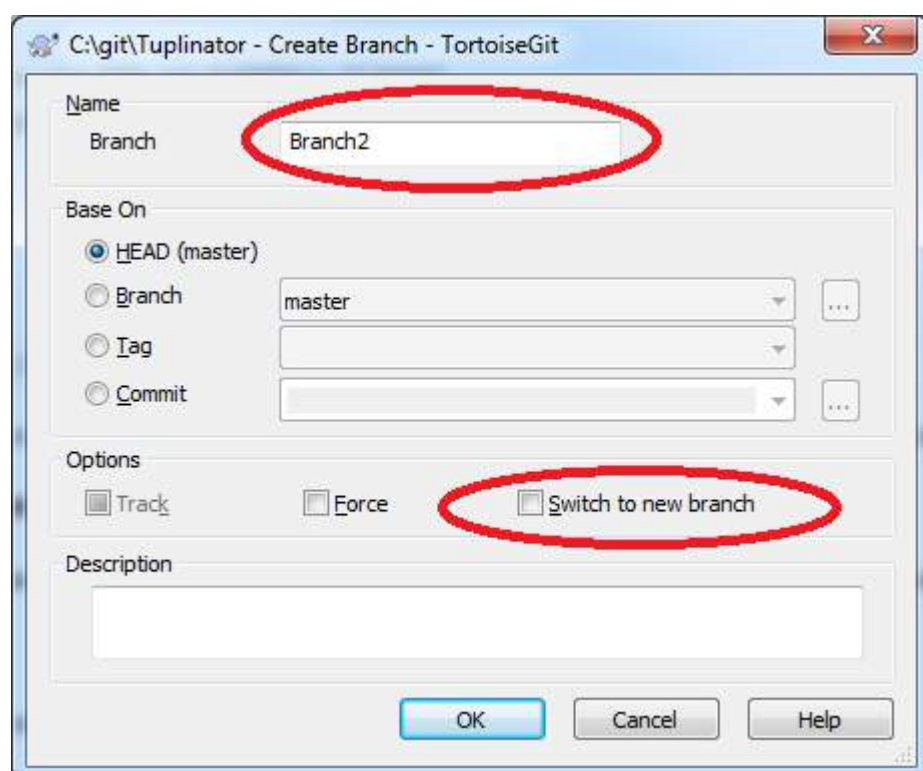 C:\git\Tuplinator - Create Branch - TortoiseGit
Name
Branch Branch2
Base On
HEAD (master)
Branch master ...
Tag
Commit ...
Options
Track Force Switch to new branch
Description
OK Cancel Help